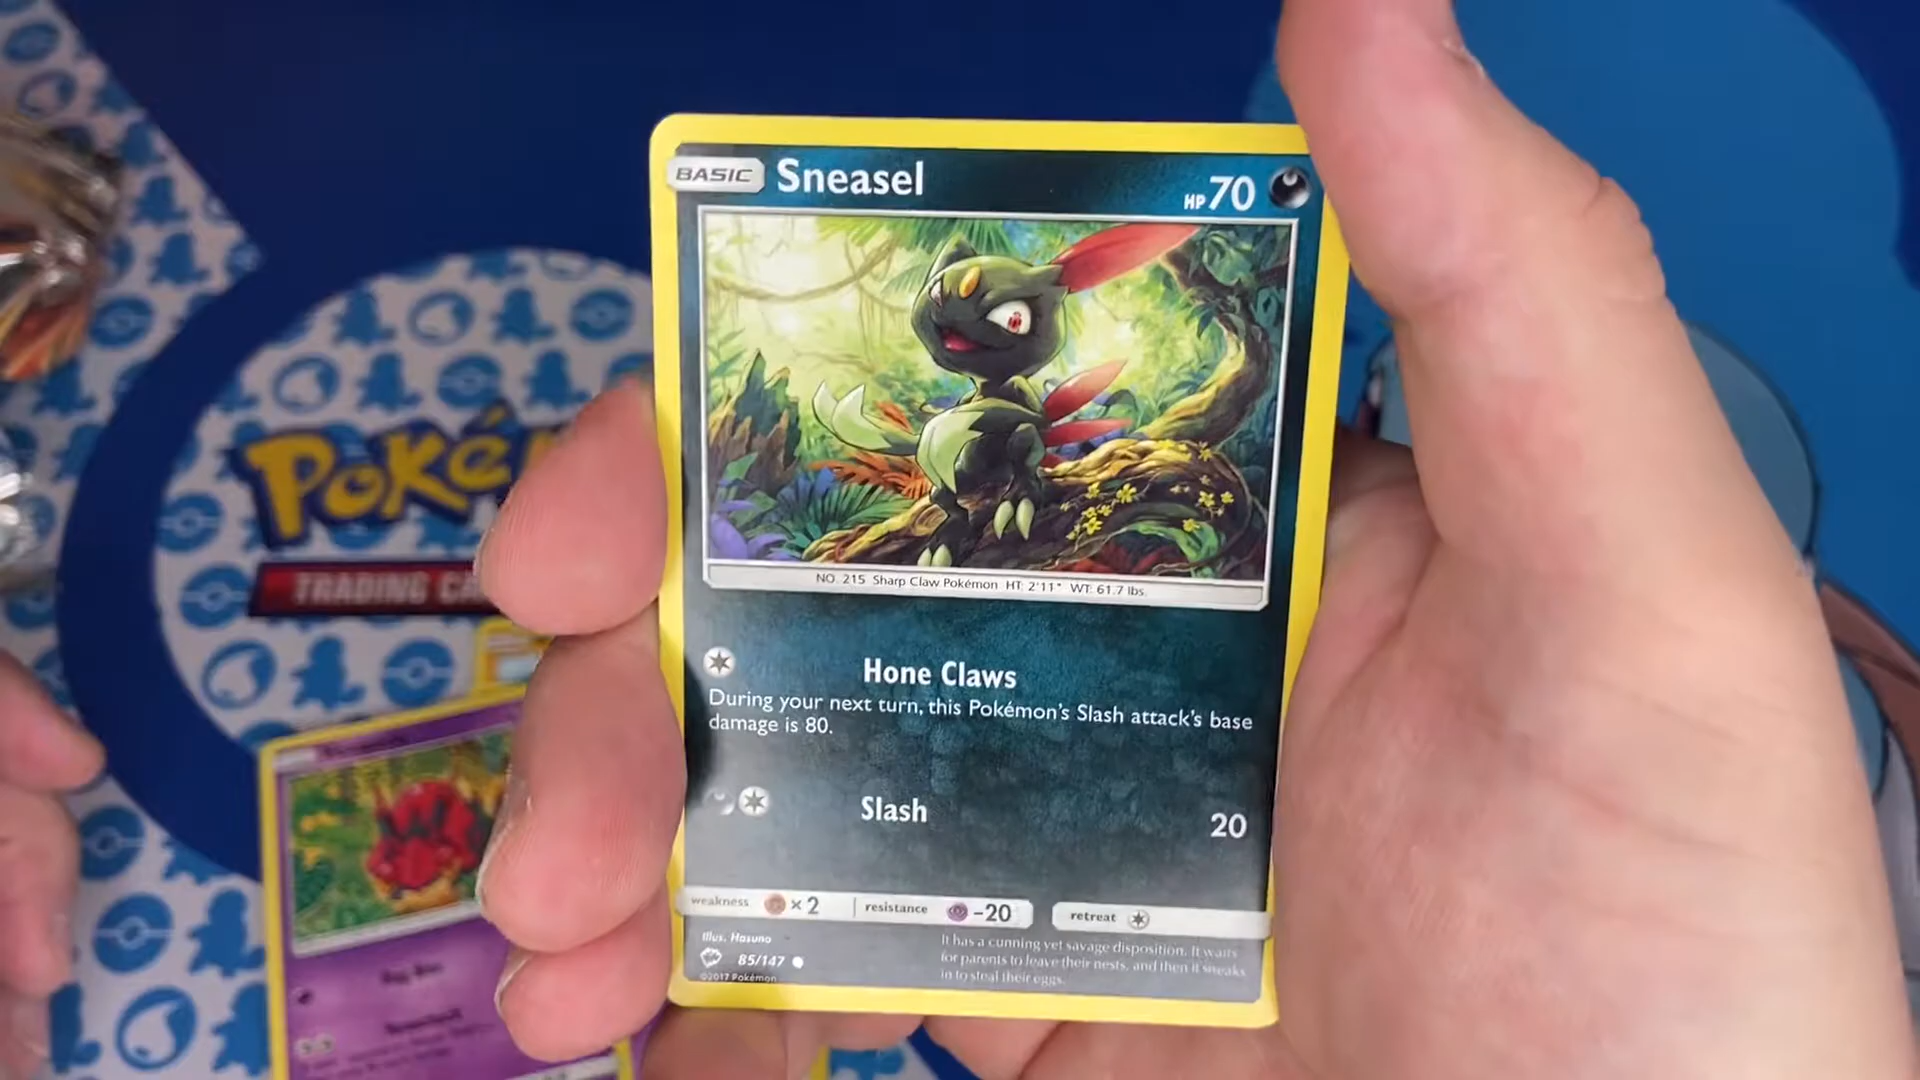 BASIC Sneasel HP 70
NO. 215 Sharp Claw Pokémon HT: 2'11" WT: 61.7 lbs.
Hone Claws
During your next turn, this Pokémon's Slash attack's base
damage is 80.
Slash 20
weakness ×2 resistance -20 retreat
Illus. Hasuno
85/147
©2017 Pokémon
It has a cunning yet savage disposition. It waits
for parents to leave their nests, and then it sneaks
in to steal their eggs.
Poké
TRADING CA